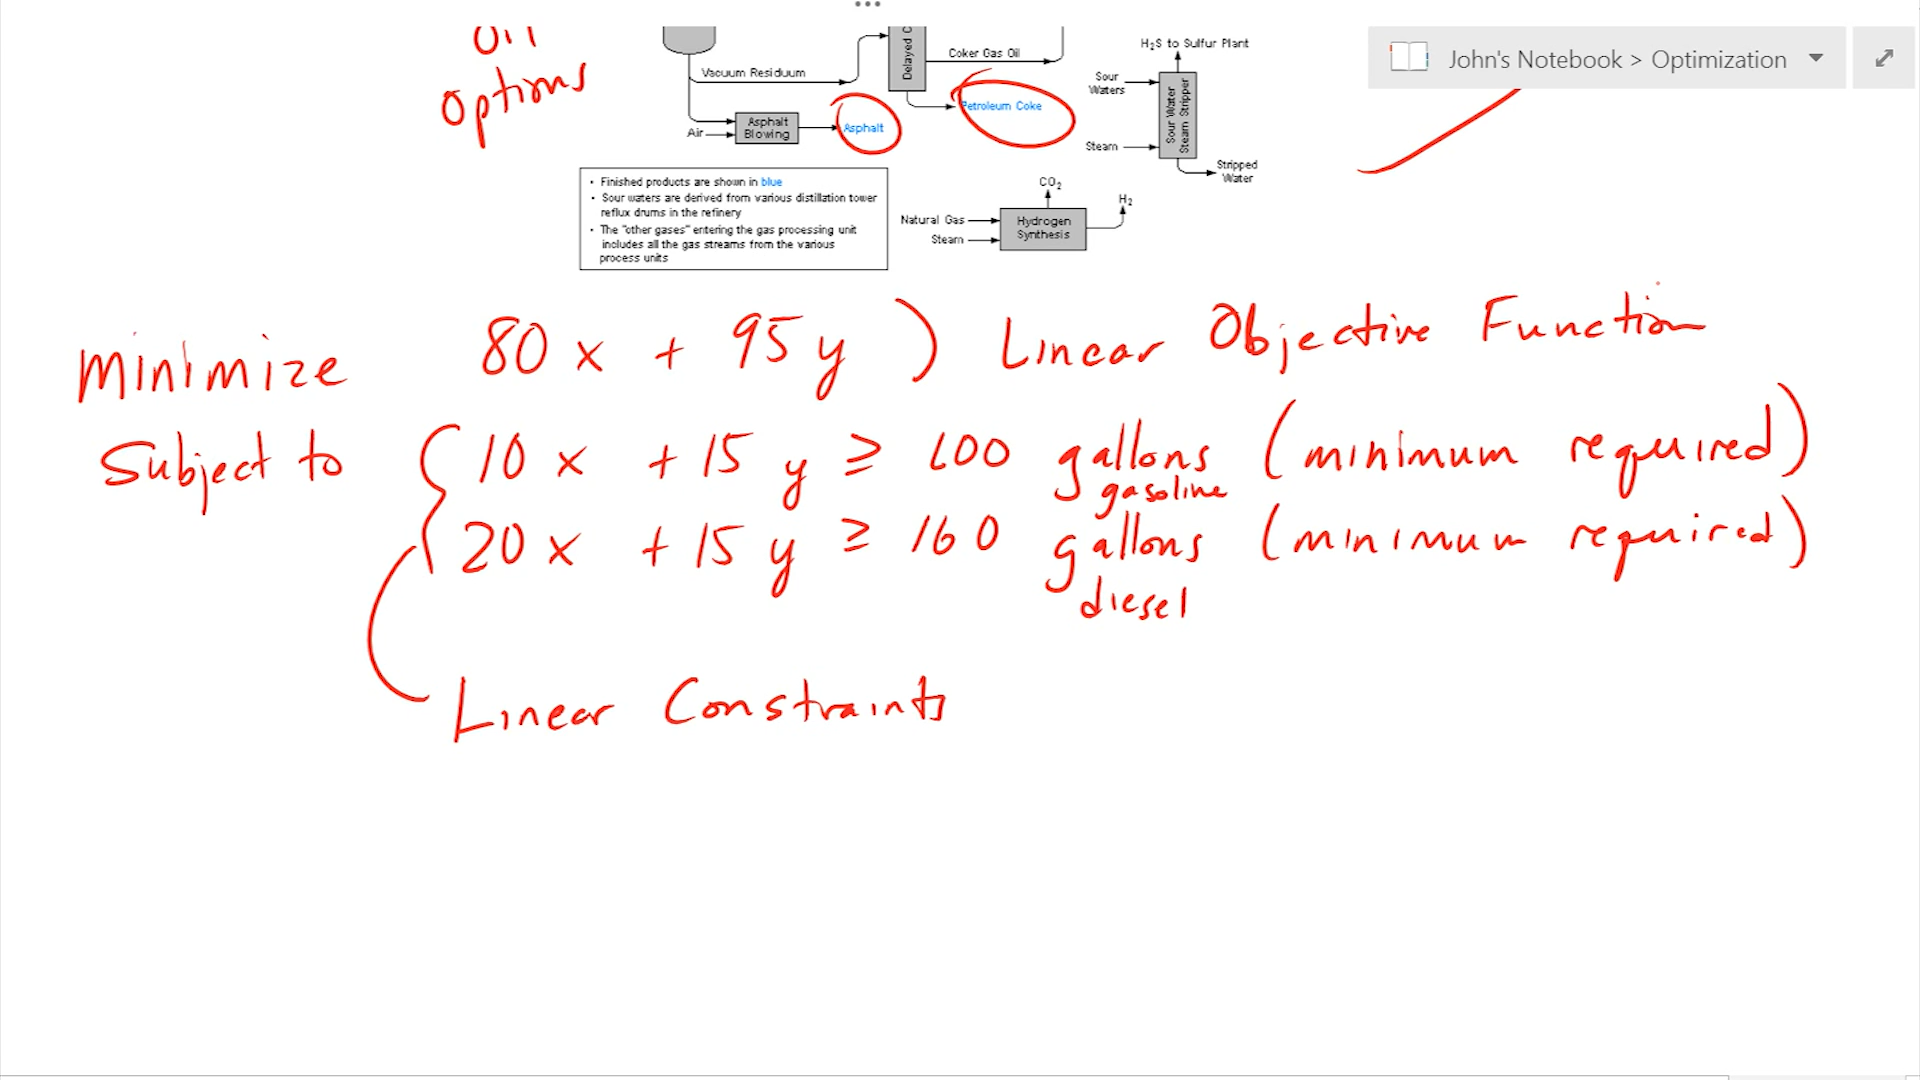 Oil
Options
Vacuum Residuum
Air
Asphalt
Blowing
Asphalt
Delayed C
Coker Gas Oil
Petroleum Coke
H₂S to Sulfur Plant
Sour
Waters
Sour Water
Steam Stripper
Steam
Stripped
Water
John's Notebook > Optimization
• Finished products are shown in blue
• Sour waters are derived from various distillation tower
reflux drums in the refinery
• The "other gases" entering the gas processing unit
includes all the gas streams from the various
process units
CO₂
H₂
Natural Gas
Steam
Hydrogen
Synthesis
Minimize 80x + 95y ) Linear Objective Function
Subject to { 10x + 15y ≥ 100 gallons (minimum required)
gasoline
20x + 15y ≥ 160 gallons (minimum required)
diesel
Linear Constraints